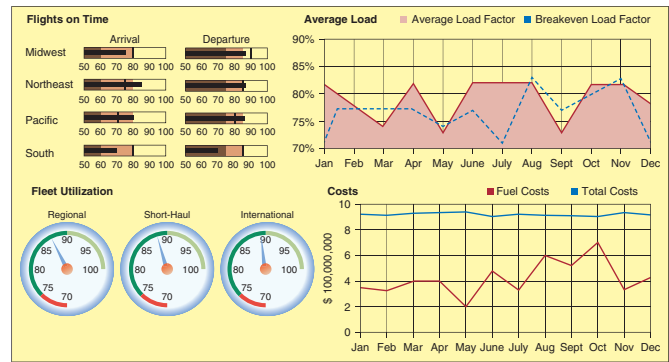 Flights on Time
Arrival Departure
Midwest
50 60 70 80 90 100 50 60 70 80 90 100
Northeast
50 60 70 80 90 100 50 60 70 80 90 100
Pacific
50 60 70 80 90 100 50 60 70 80 90 100
South
50 60 70 80 90 100 50 60 70 80 90 100
Average Load Average Load Factor Breakeven Load Factor
90%
85%
80%
75%
70%
Jan Feb Mar Apr May June July Aug Sept Oct Nov Dec
Fleet Utilization
Regional Short-Haul International
90 90 90
85 95 85 95 85 95
80 100 80 100 80 100
75 75 75
70 70 70
Costs Fuel Costs Total Costs
$ 100,000,000
10
8
6
4
2
0
Jan Feb Mar Apr May June July Aug Sept Oct Nov Dec